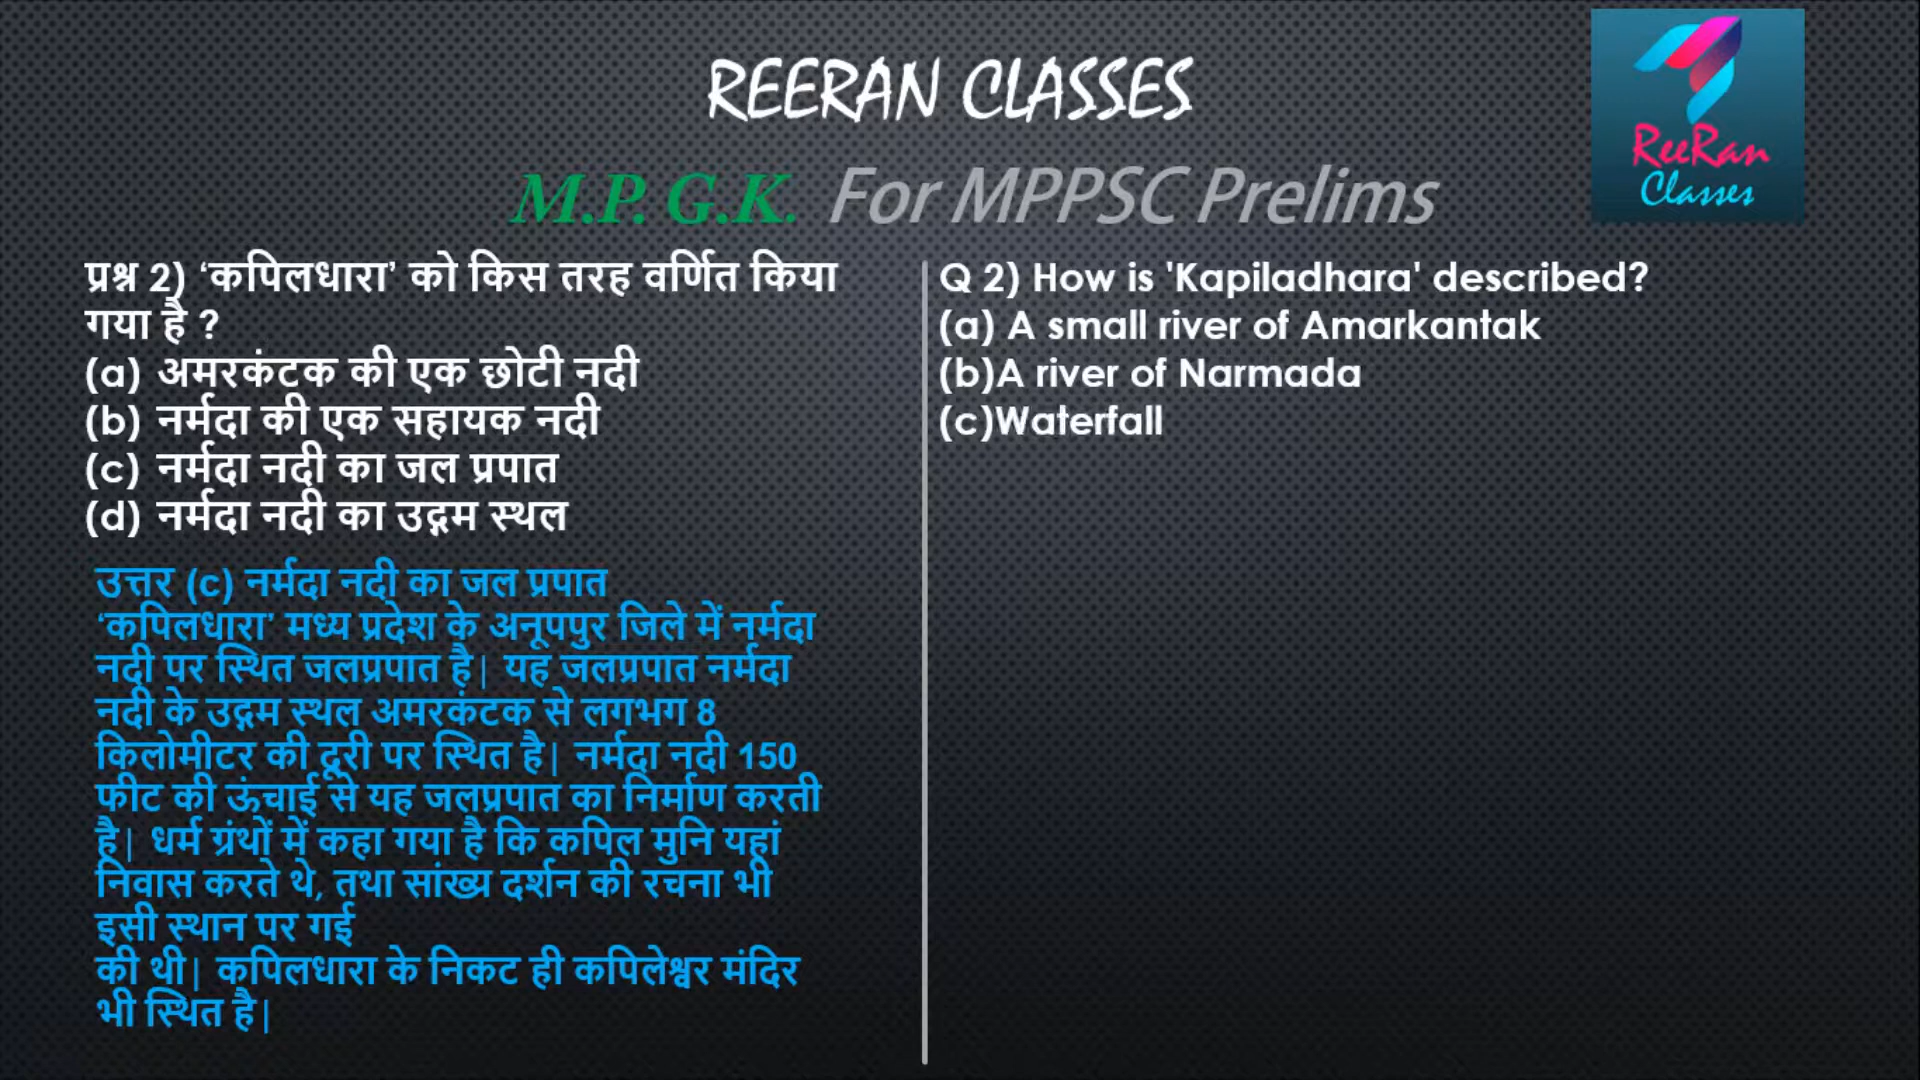 REERAN CLASSES
ReeRan
Classes
M.P. G.K. For MPPSC Prelims
प्रश्न 2) ‘कपिलधारा’ को किस तरह वर्णित किया
गया है ?
(a) अमरकंटक की एक छोटी नदी
(b) नर्मदा की एक सहायक नदी
(c) नर्मदा नदी का जल प्रपात
(d) नर्मदा नदी का उद्गम स्थल
उत्तर (c) नर्मदा नदी का जल प्रपात
‘कपिलधारा’ मध्य प्रदेश के अनूपपुर जिले में नर्मदा
नदी पर स्थित जलप्रपात है| यह जलप्रपात नर्मदा
नदी के उद्गम स्थल अमरकंटक से लगभग 8
किलोमीटर की दूरी पर स्थित है| नर्मदा नदी 150
फीट की ऊंचाई से यह जलप्रपात का निर्माण करती
है| धर्म ग्रंथों में कहा गया है कि कपिल मुनि यहां
निवास करते थे, तथा सांख्य दर्शन की रचना भी
इसी स्थान पर गई
की थी| कपिलधारा के निकट ही कपिलेश्वर मंदिर
भी स्थित है|
Q 2) How is 'Kapiladhara' described?
(a) A small river of Amarkantak
(b)A river of Narmada
(c)Waterfall